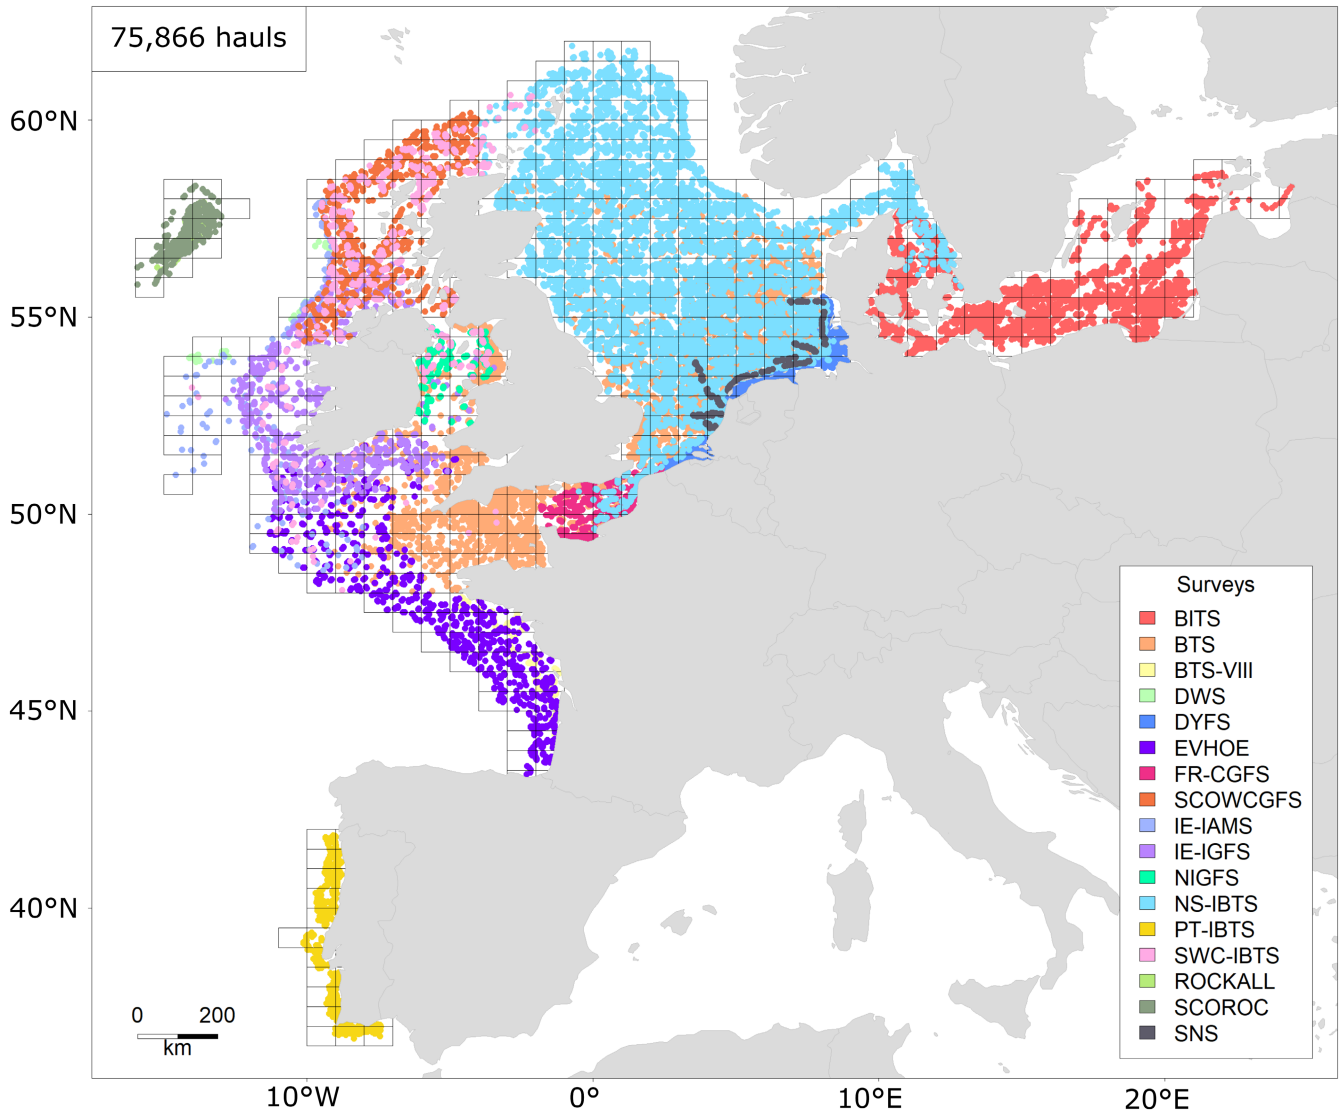 75,866 hauls
60°N
55°N
50°N
45°N
40°N
Surveys
BITS
BTS
BTS-VIII
DWS
DYFS
EVHOE
FR-CGFS
SCOWCGFS
IE-IAMS
IE-IGFS
NIGFS
NS-IBTS
PT-IBTS
SWC-IBTS
ROCKALL
SCOROC
SNS
0 200
km
10°W 0° 10°E 20°E